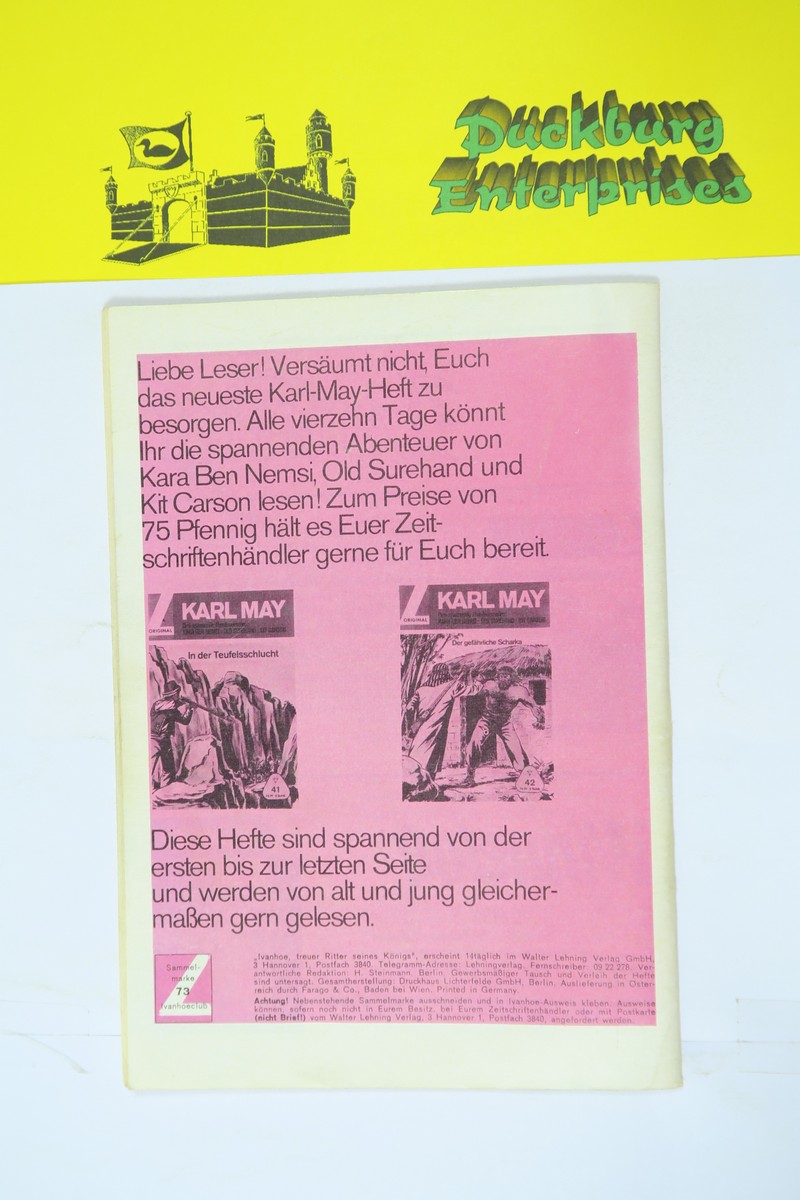 Duckburg
Enterprises
Liebe Leser! Versäumt nicht, Euch
das neueste Karl-May-Heft zu
besorgen. Alle vierzehn Tage könnt
Ihr die spannenden Abenteuer von
Kara Ben Nemsi, Old Surehand und
Kit Carson lesen! Zum Preise von
75 Pfennig hält es Euer Zeit-
schriftenhändler gerne für Euch bereit.
ORIGINAL
KARL MAY
In der Teufelsschlucht
41
ORIGINAL
KARL MAY
Der gefährliche Scharka
42
Diese Hefte sind spannend von der
ersten bis zur letzten Seite
und werden von alt und jung gleicher-
maßen gern gelesen.
Sammel-
marke
73
Ivanhoeclub
„Ivanhoe, treuer Ritter seines Königs", erscheint 14täglich im Walter Lehning Verlag GmbH,
3 Hannover 1, Postfach 3840. Telegramm-Adresse: Lehningverlag. Fernschreiber: 09 22 278. Ver-
antwortliche Redaktion: H. Steinmann, Berlin. Gewerbsmäßiger Tausch und Verleih der Hefte
sind untersagt. Gesamtherstellung: Druckhaus Lichterfelde GmbH, Berlin. Auslieferung in Öster-
reich durch Farago & Co., Baden bei Wien. Printed in Germany.
Achtung! Nebenstehende Sammelmarke ausschneiden und in Ivanhoe-Ausweis kleben. Ausweise
können, sofern noch nicht in Eurem Besitz, bei Eurem Zeitschriftenhändler oder mit Postkarte
(nicht Brief!) vom Walter Lehning Verlag, 3 Hannover 1, Postfach 3840, angefordert werden.